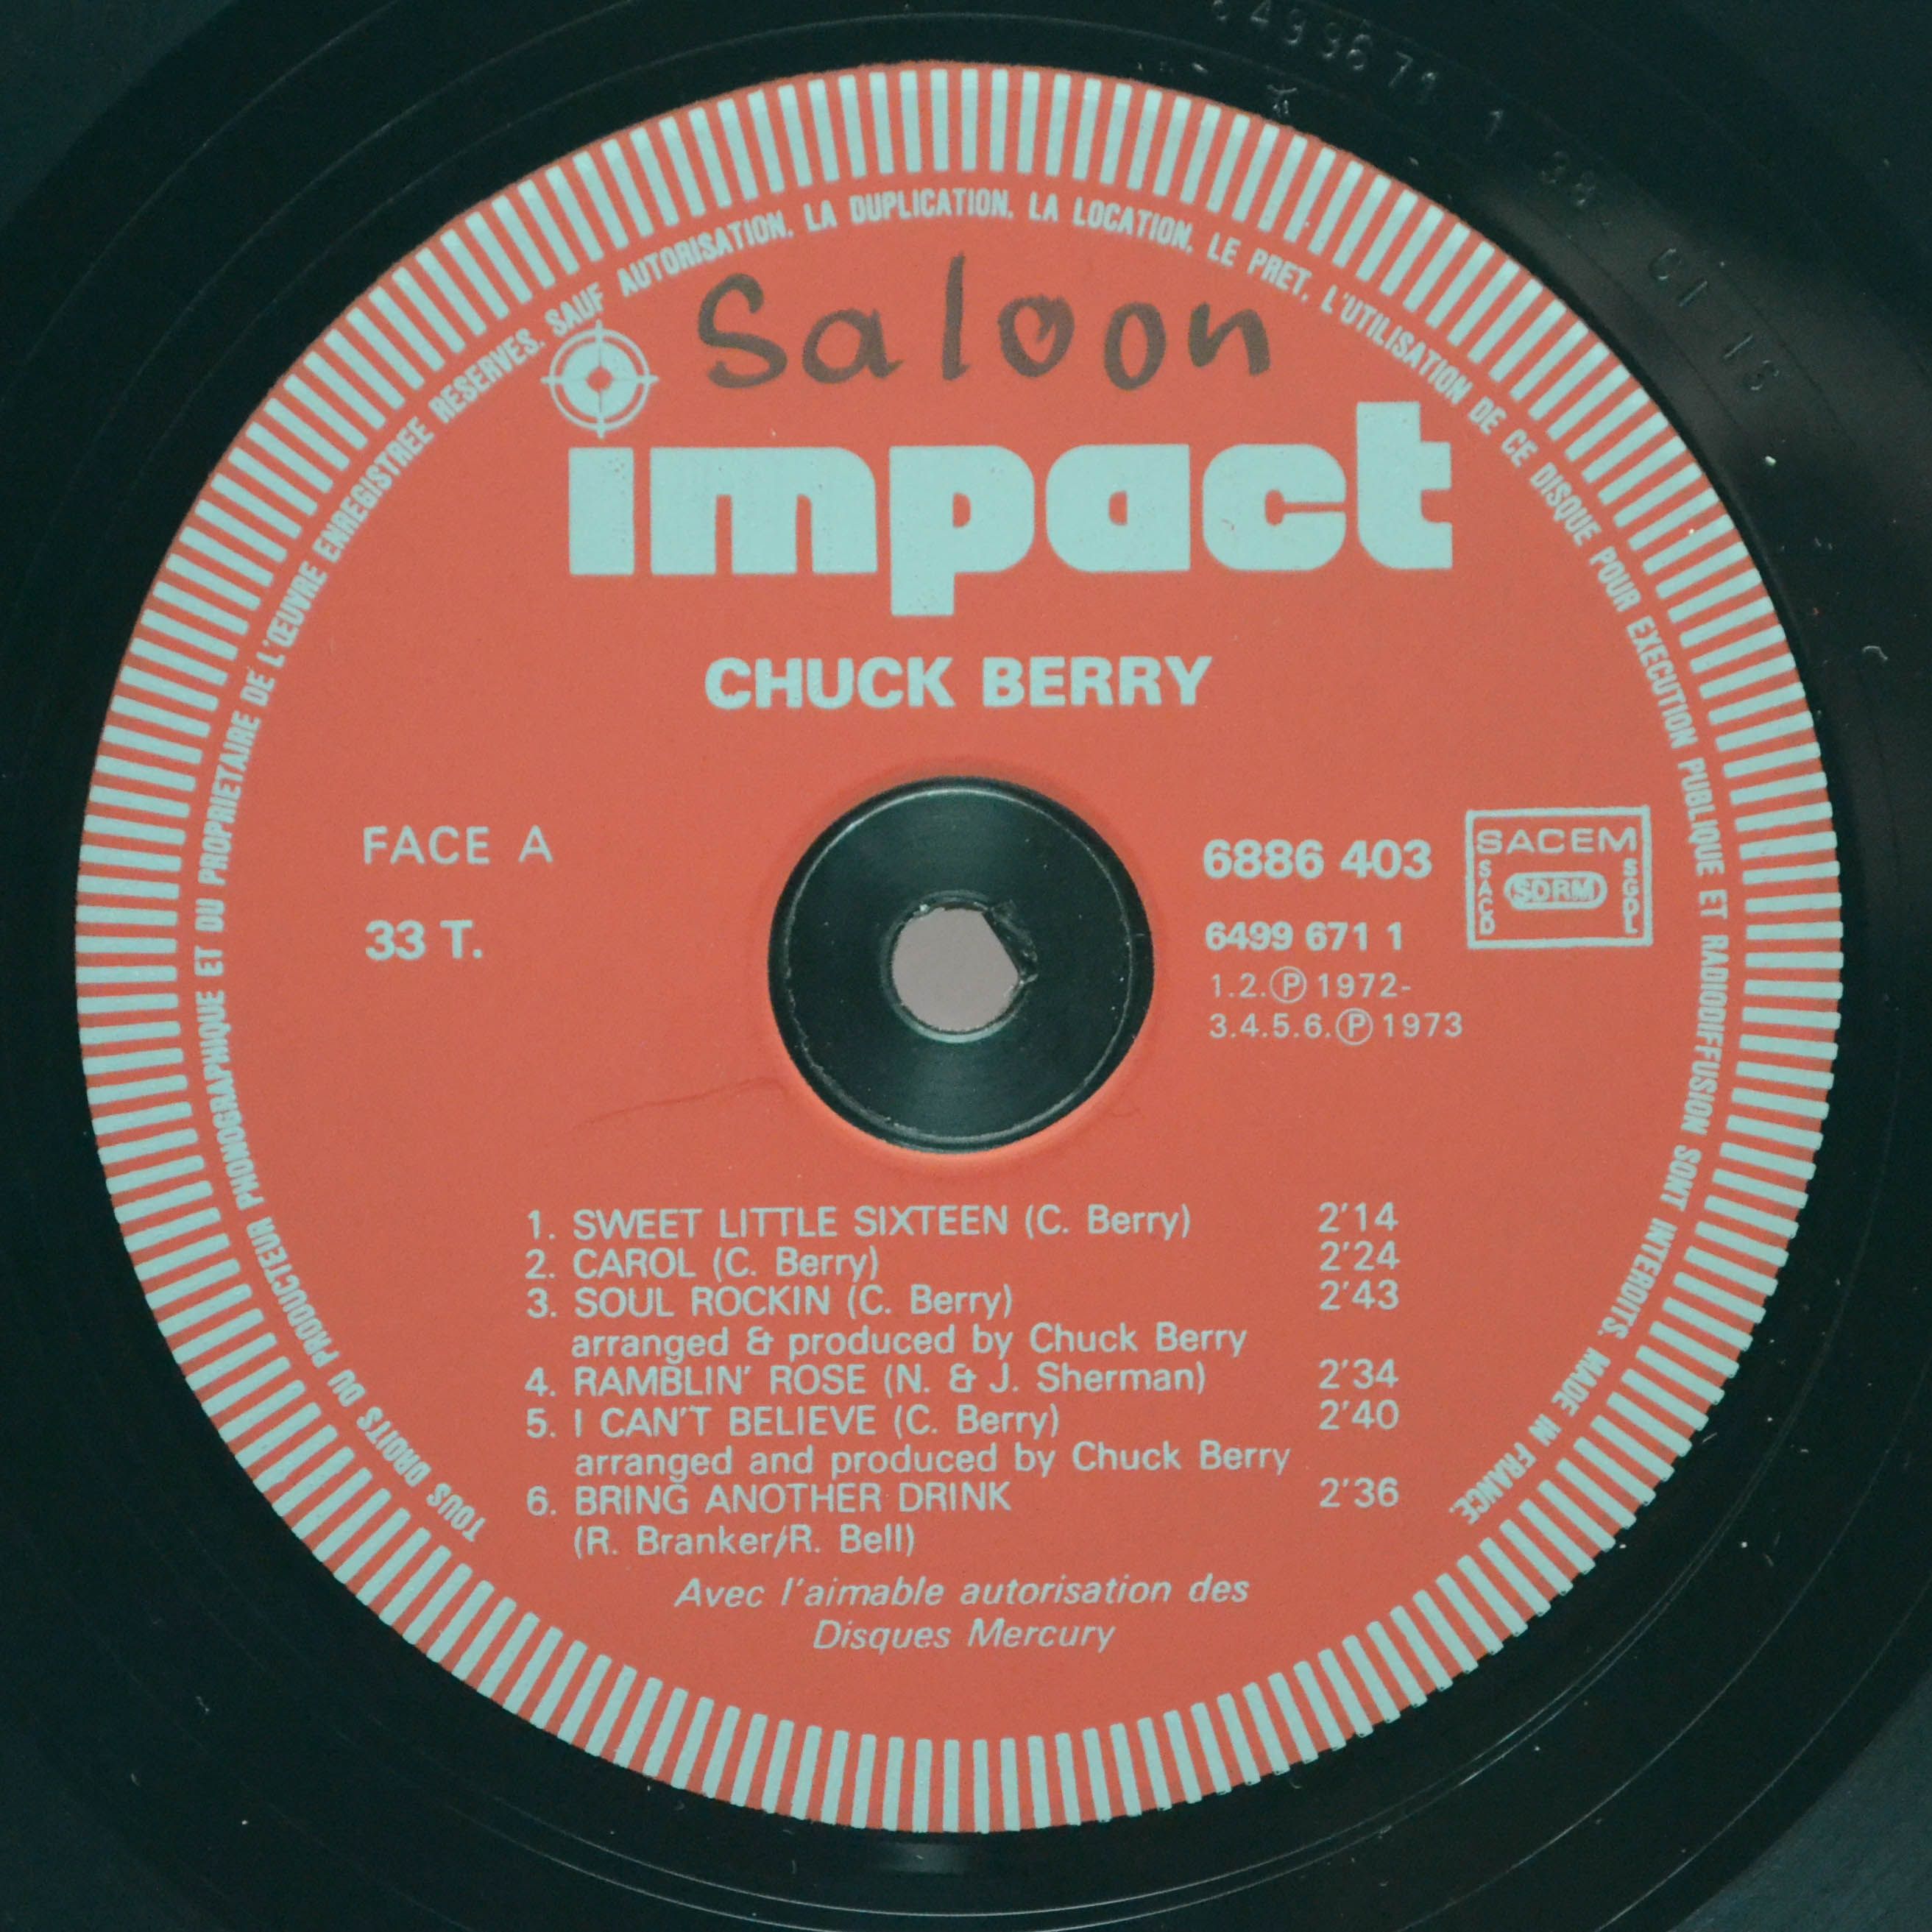 6499671 1 38
TOUS DROITS DU PRODUCTEUR PHONOGRAPHIQUE ET DU PROPRIETAIRE DE L'ŒUVRE ENREGISTREE RESERVES. SAUF AUTORISATION, LA DUPLICATION, LA LOCATION, LE PRET, L'UTILISATION DE CE DISQUE POUR EXECUTION PUBLIQUE ET RADIODIFFUSION SONT INTERDITS. MADE IN FRANCE.
Saloon
impact
CHUCK BERRY
FACE A
33 T.
6886 403
6499 671 1
1.2.Ⓟ1972-
3.4.5.6.Ⓟ1973
SACEM
SACD
SDRM
SGDL
1. SWEET LITTLE SIXTEEN (C. Berry) 2'14
2. CAROL (C. Berry) 2'24
3. SOUL ROCKIN (C. Berry) 2'43
arranged & produced by Chuck Berry
4. RAMBLIN' ROSE (N. & J. Sherman) 2'34
5. I CAN'T BELIEVE (C. Berry) 2'40
arranged and produced by Chuck Berry
6. BRING ANOTHER DRINK 2'36
(R. Branker/R. Bell)
Avec l'aimable autorisation des
Disques Mercury